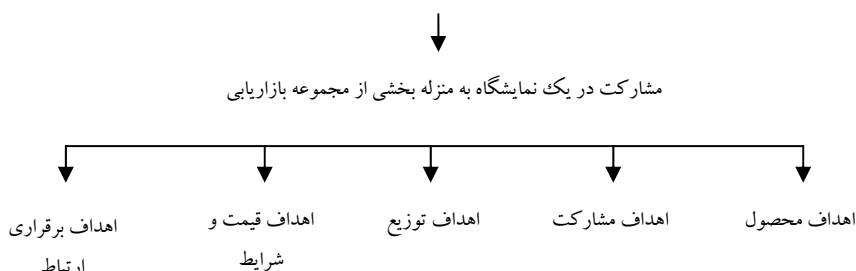 مشارکت در یک نمایشگاه به منزله بخشی از مجموعه بازاریابی
اهداف محصول
اهداف مشارکت
اهداف توزیع
اهداف قیمت و
شرایط
اهداف برقراری
ارتباط